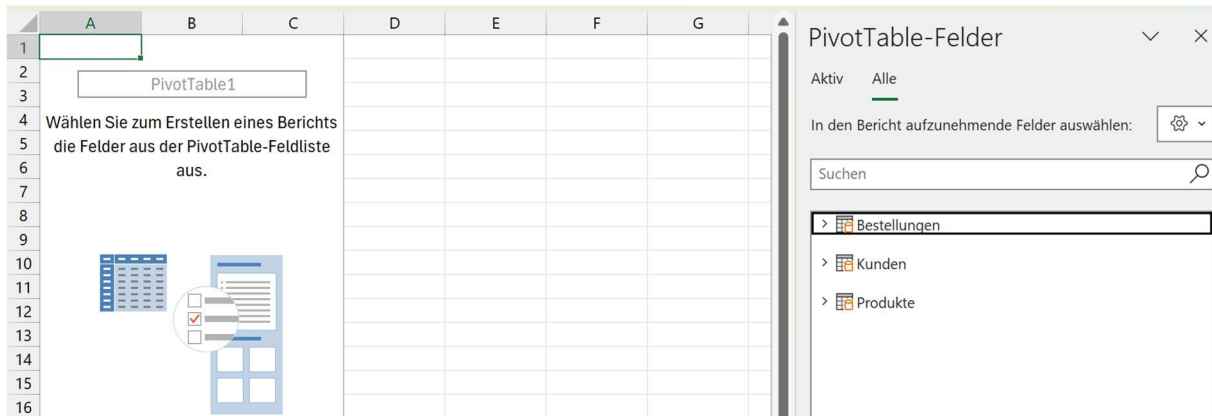 A B C D E F G
1
2
3
4
5
6
7
8
9
10
11
12
13
14
15
16
PivotTable1
Wählen Sie zum Erstellen eines Berichts
die Felder aus der PivotTable-Feldliste
aus.
PivotTable-Felder
Aktiv Alle
In den Bericht aufzunehmende Felder auswählen:
Suchen
Bestellungen
Kunden
Produkte